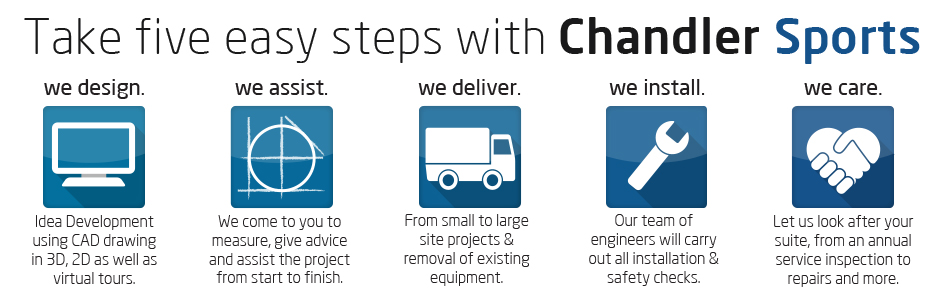 Take five easy steps with Chandler Sports
we design.
Idea Development
using CAD drawing
in 3D, 2D as well as
virtual tours.
we assist.
We come to you to
measure, give advice
and assist the project
from start to finish.
we deliver.
From small to large
site projects &
removal of existing
equipment.
we install.
Our team of
engineers will carry
out all installation &
safety checks.
we care.
Let us look after your
suite, from an annual
service inspection to
repairs and more.